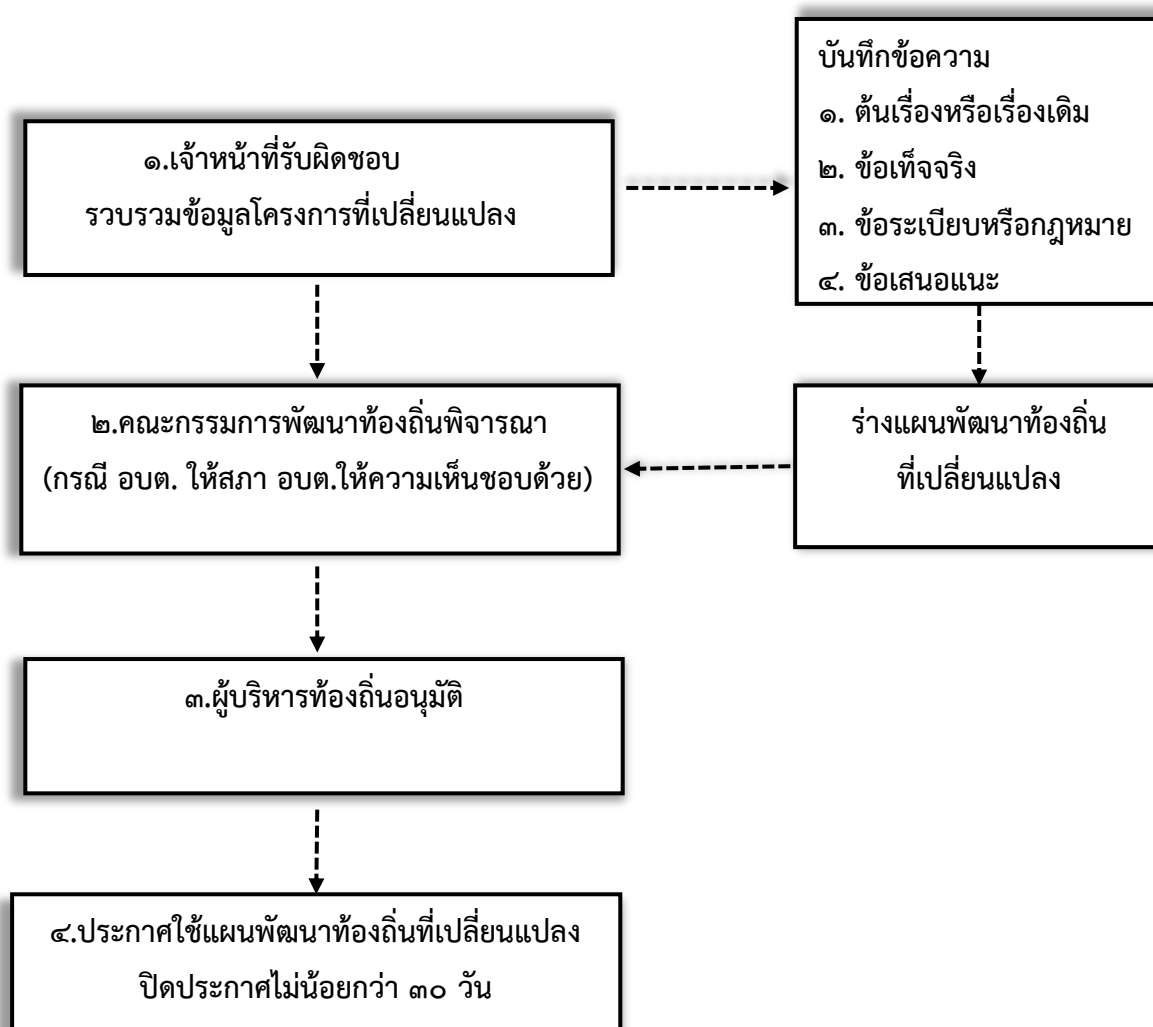 ๑.เจ้าหน้าที่รับผิดชอบ
รวบรวมข้อมูลโครงการที่เปลี่ยนแปลง
บันทึกข้อความ
๑. ต้นเรื่องหรือเรื่องเดิม
๒. ข้อเท็จจริง
๓. ข้อระเบียบหรือกฎหมาย
๔. ข้อเสนอแนะ
ร่างแผนพัฒนาท้องถิ่น
ที่เปลี่ยนแปลง
๒.คณะกรรมการพัฒนาท้องถิ่นพิจารณา
(กรณี อบต. ให้สภา อบต.ให้ความเห็นชอบด้วย)
๓.ผู้บริหารท้องถิ่นอนุมัติ
๔.ประกาศใช้แผนพัฒนาท้องถิ่นที่เปลี่ยนแปลง
ปิดประกาศไม่น้อยกว่า ๓๐ วัน